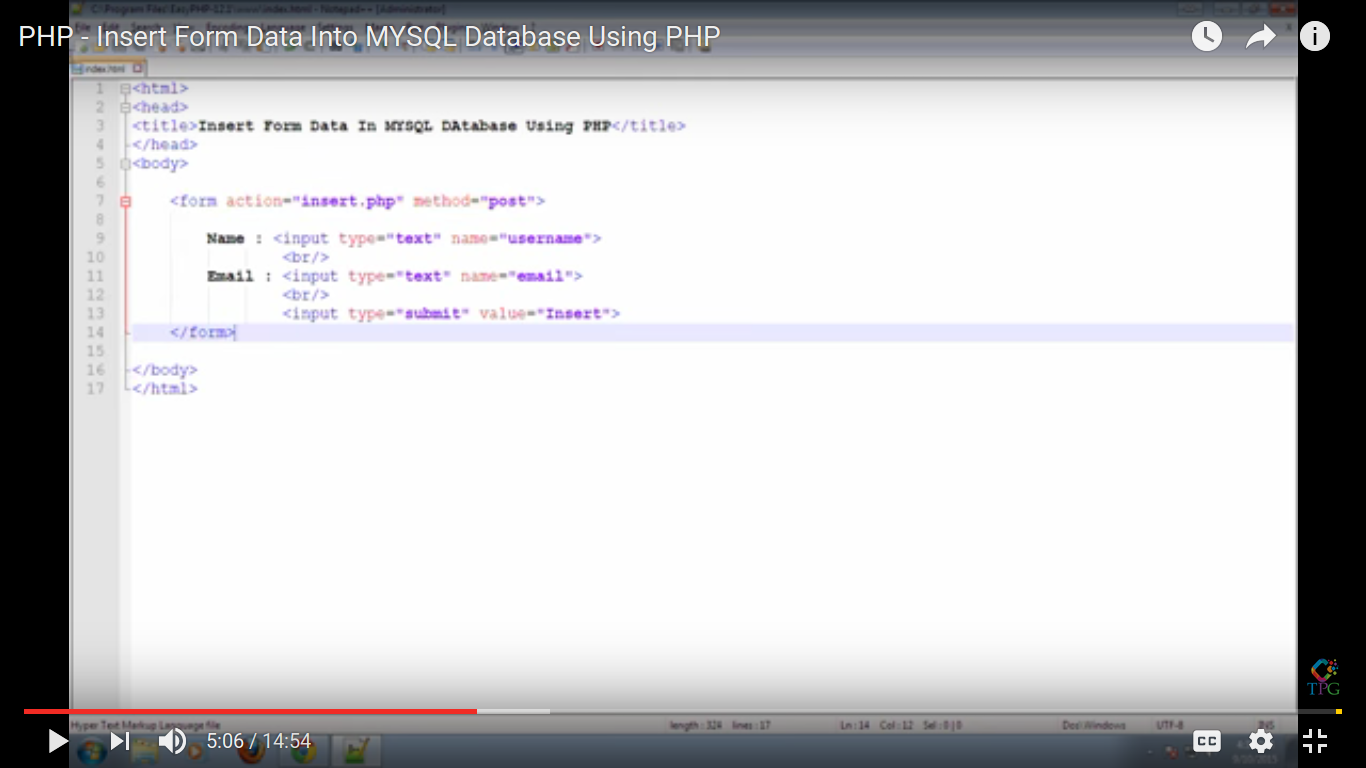 C:\Program Files\EasyPHP-12.1\www\index.html - Notepad++ [Administrator]
PHP - Insert Form Data Into MYSQL Database Using PHP
index.html
1 <html>
2 <head>
3 <title>Insert Form Data In MYSQL DAtabase Using PHP</title>
4 </head>
5 <body>
6
7 <form action="insert.php" method="post">
8
9 Name : <input type="text" name="username">
10 <br/>
11 Email : <input type="text" name="email">
12 <br/>
13 <input type="submit" value="Insert">
14 </form>
15
16 </body>
17 </html>
TPG
Hyper Text Markup Language file length : 324 lines : 17 Ln : 14 Col : 12 Sel : 0 | 0 Dos\Windows UTF-8 INS
5:06 / 14:54 CC